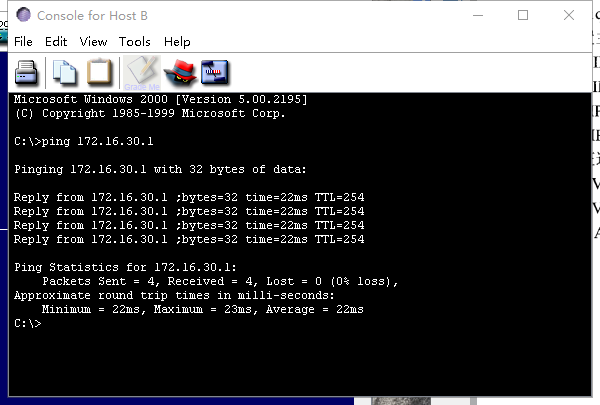 Console for Host B
File Edit View Tools Help
Grade Me
Microsoft Windows 2000 [Version 5.00.2195]
(C) Copyright 1985-1999 Microsoft Corp.
C:\>ping 172.16.30.1
Pinging 172.16.30.1 with 32 bytes of data:
Reply from 172.16.30.1 ;bytes=32 time=22ms TTL=254
Reply from 172.16.30.1 ;bytes=32 time=22ms TTL=254
Reply from 172.16.30.1 ;bytes=32 time=22ms TTL=254
Reply from 172.16.30.1 ;bytes=32 time=22ms TTL=254
Ping Statistics for 172.16.30.1:
Packets Sent = 4, Received = 4, Lost = 0 (0% loss),
Approximate round trip times in milli-seconds:
Minimum = 22ms, Maximum = 23ms, Average = 22ms
C:\>